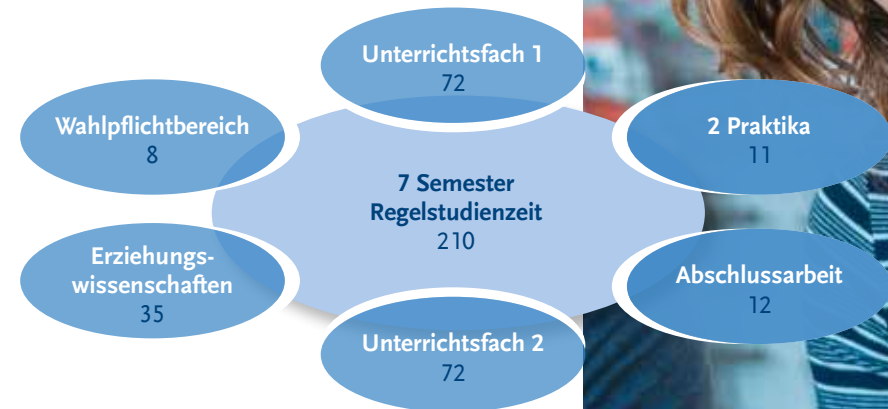 Unterrichtsfach 1
72
Wahlpflichtbereich
8
2 Praktika
11
7 Semester
Regelstudienzeit
210
Erziehungs-
wissenschaften
35
Abschlussarbeit
12
Unterrichtsfach 2
72